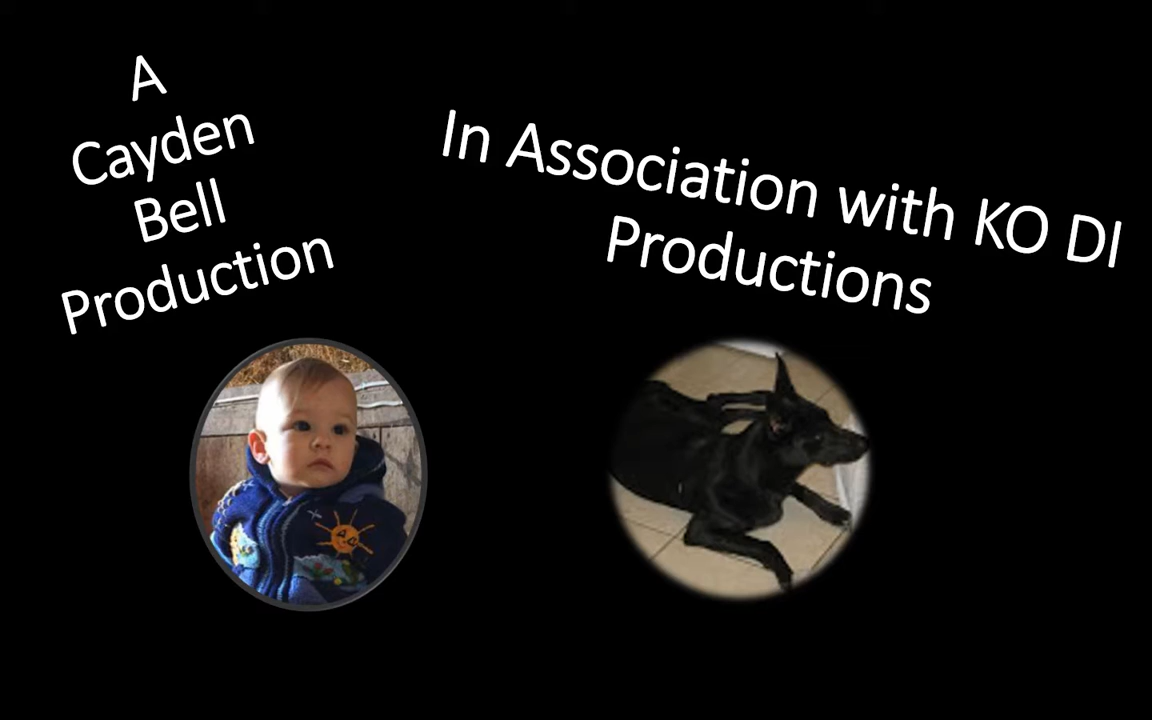 A
Cayden
Bell
Production
In Association with KO DI
Productions